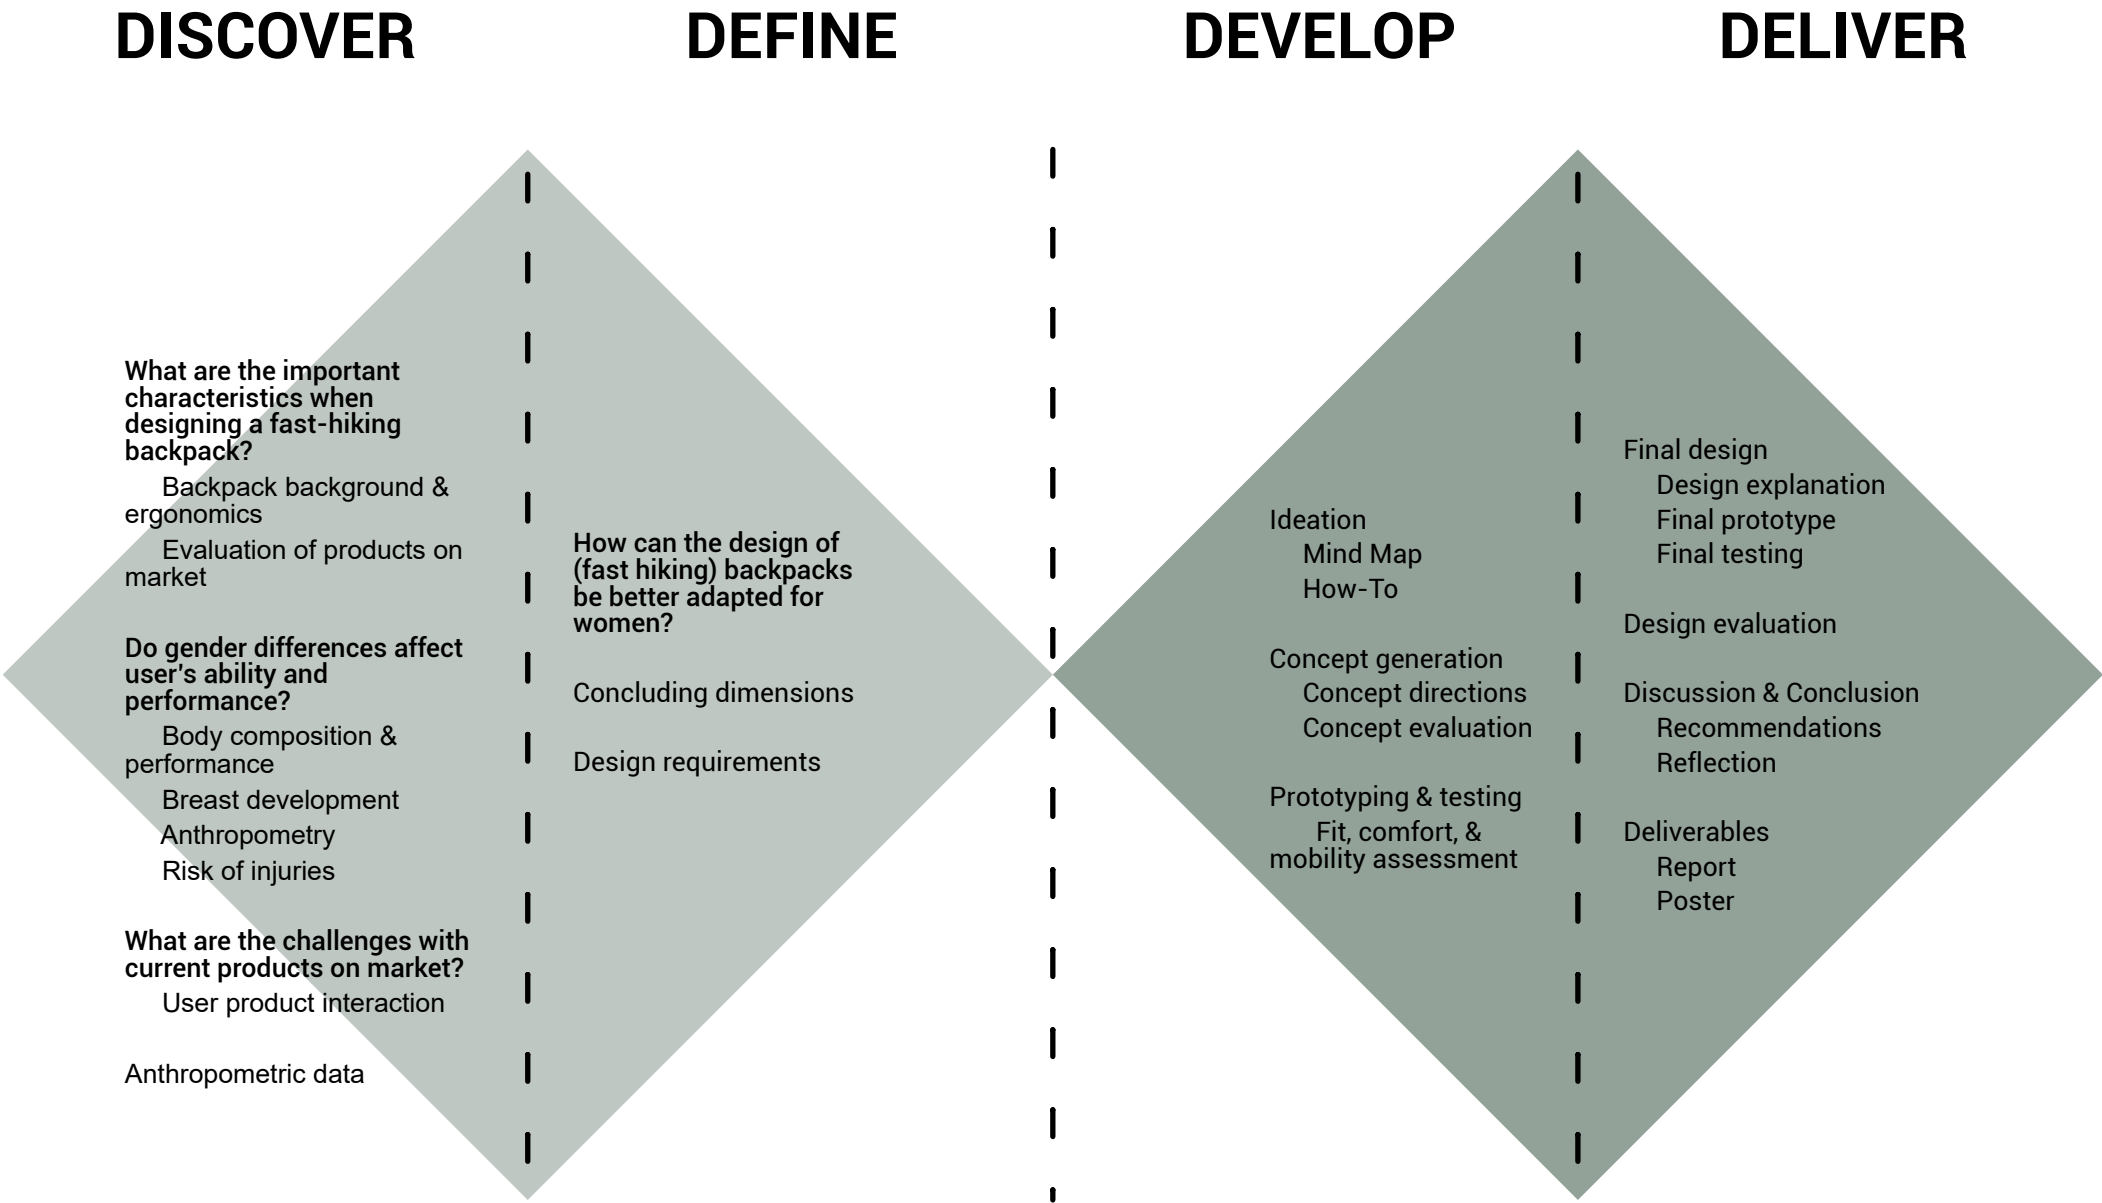 DISCOVER
DEFINE
DEVELOP
DELIVER
What are the important
characteristics when
designing a fast-hiking
backpack?
Backpack background &
ergonomics
Evaluation of products on
market
Do gender differences affect
user's ability and
performance?
Body composition &
performance
Breast development
Anthropometry
Risk of injuries
What are the challenges with
current products on market?
User product interaction
Anthropometric data
How can the design of
(fast hiking) backpacks
be better adapted for
women?
Concluding dimensions
Design requirements
Ideation
Mind Map
How-To
Concept generation
Concept directions
Concept evaluation
Prototyping & testing
Fit, comfort, &
mobility assessment
Final design
Design explanation
Final prototype
Final testing
Design evaluation
Discussion & Conclusion
Recommendations
Reflection
Deliverables
Report
Poster